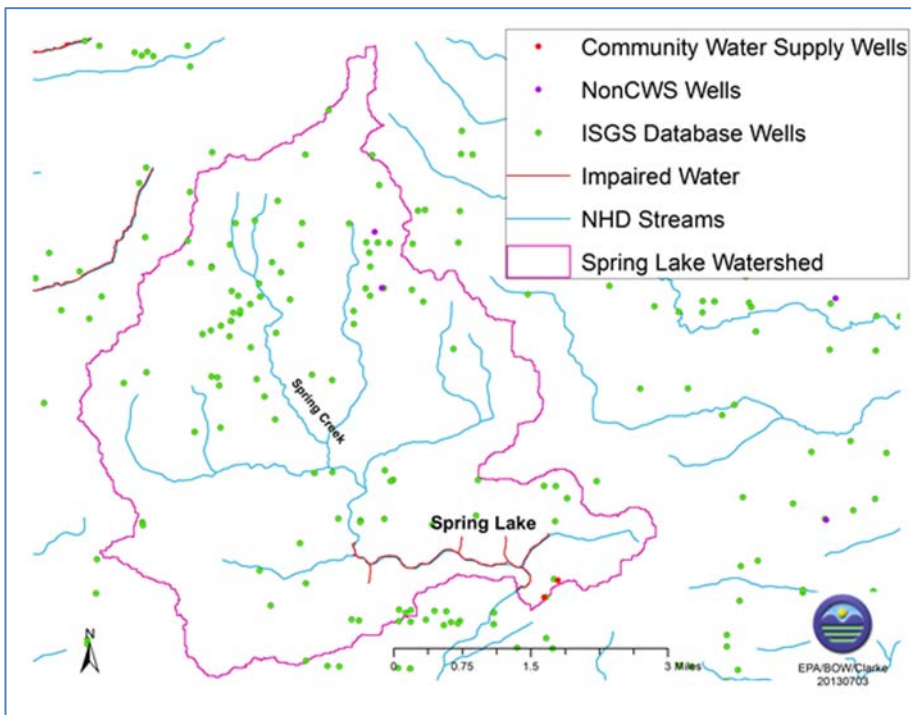 Community Water Supply Wells
NonCWS Wells
ISGS Database Wells
Impaired Water
NHD Streams
Spring Lake Watershed
Spring Creek
Spring Lake
N
0 0.75 1.5 3 Miles
EPA/BOW/Clarke
20130703